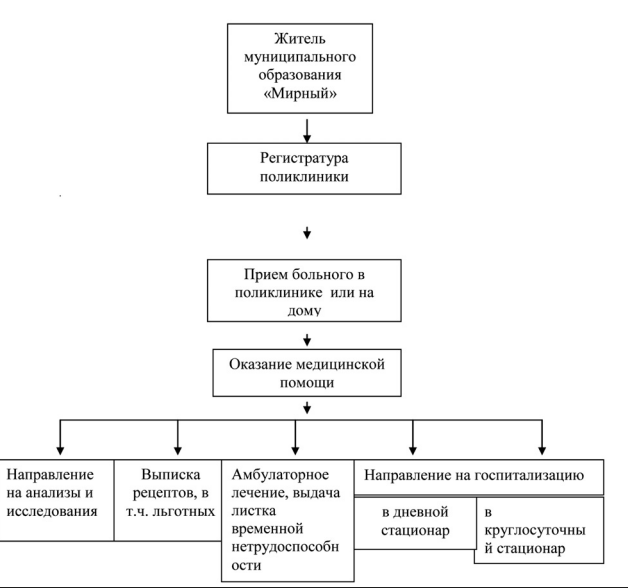 Житель
муниципального
образования
«Мирный»
Регистратура
поликлиники
Прием больного в
поликлинике или на
дому
Оказание медицинской
помощи
Направление
на анализы и
исследования
Выписка
рецептов, в
т.ч. льготных
Амбулаторное
лечение, выдача
листка
временной
нетрудоспособн
ости
Направление на госпитализацию
в дневной
стационар
в
круглосуточны
й стационар